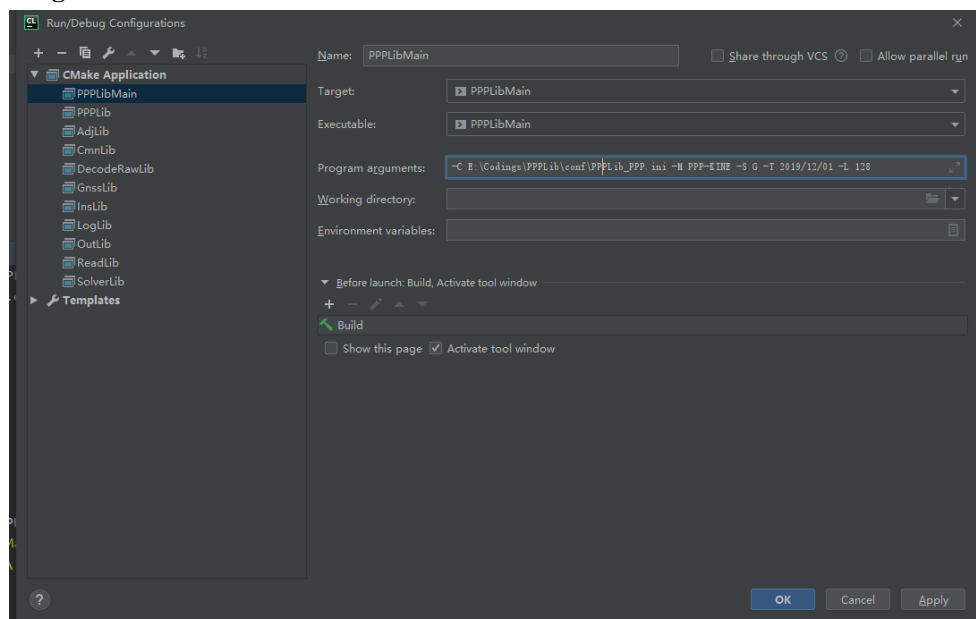 CL Run/Debug Configurations
Name: PPPLibMain Share through VCS ? Allow parallel run
CMake Application
PPPLibMain
PPPLib
AdjLib
CmnLib
DecodeRawLib
GnssLib
InsLib
LogLib
OutLib
ReadLib
SolverLib
Templates
Target: PPPLibMain
Executable: PPPLibMain
Program arguments: -C E:\Codings\PPPLib\conf\PPPLib_PPP.ini -M PPP-KINE -S G -T 2019/12/01 -L 128
Working directory:
Environment variables:
Before launch: Build, Activate tool window
Build
Show this page Activate tool window
? OK Cancel Apply